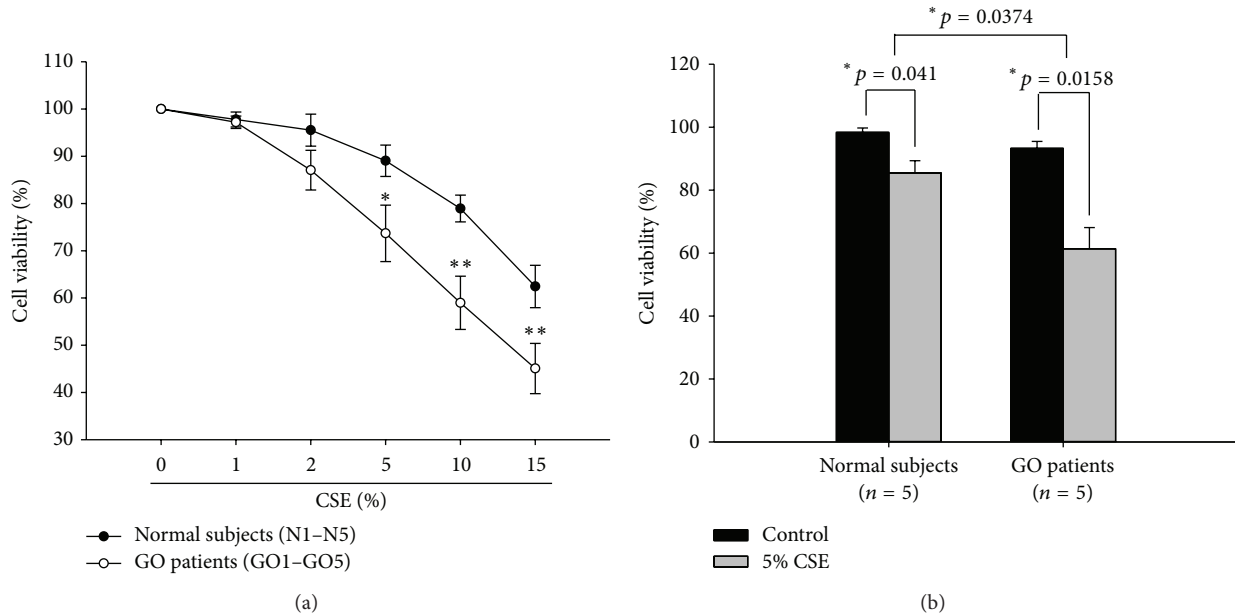 110
100
90
80
70
60
50
40
30
Cell viability (%)
*
**
**
0 1 2 5 10 15
CSE (%)
Normal subjects (N1–N5)
GO patients (GO1–GO5)
(a)
* p = 0.0374
* p = 0.041
* p = 0.0158
120
100
80
60
40
20
0
Cell viability (%)
Normal subjects
(n = 5)
GO patients
(n = 5)
Control
5% CSE
(b)